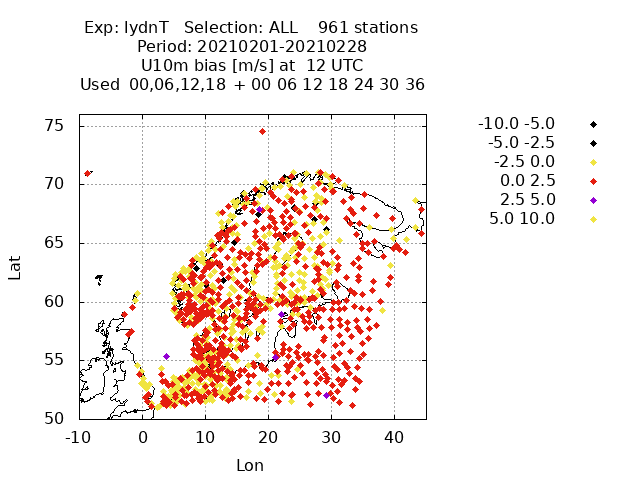 Exp: lydnT   Selection: ALL    961 stations
Period: 20210201-20210228
U10m bias [m/s] at  12 UTC
Used  00,06,12,18  + 00 06 12 18 24 30 36
-10.0 -5.0
-5.0 -2.5
-2.5 0.0
0.0 2.5
2.5 5.0
5.0 10.0
75
70
65
60
55
50
Lat
-10 0 10 20 30 40
Lon